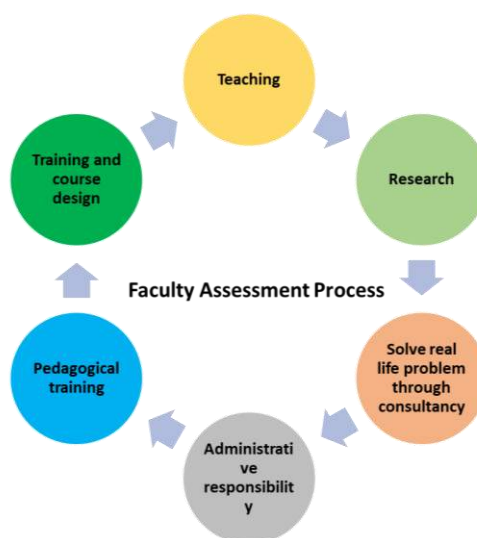 Teaching
Research
Solve real
life problem
through
consultancy
Administrati
ve
responsibilit
y
Pedagogical
training
Training and
course
design
Faculty Assessment Process